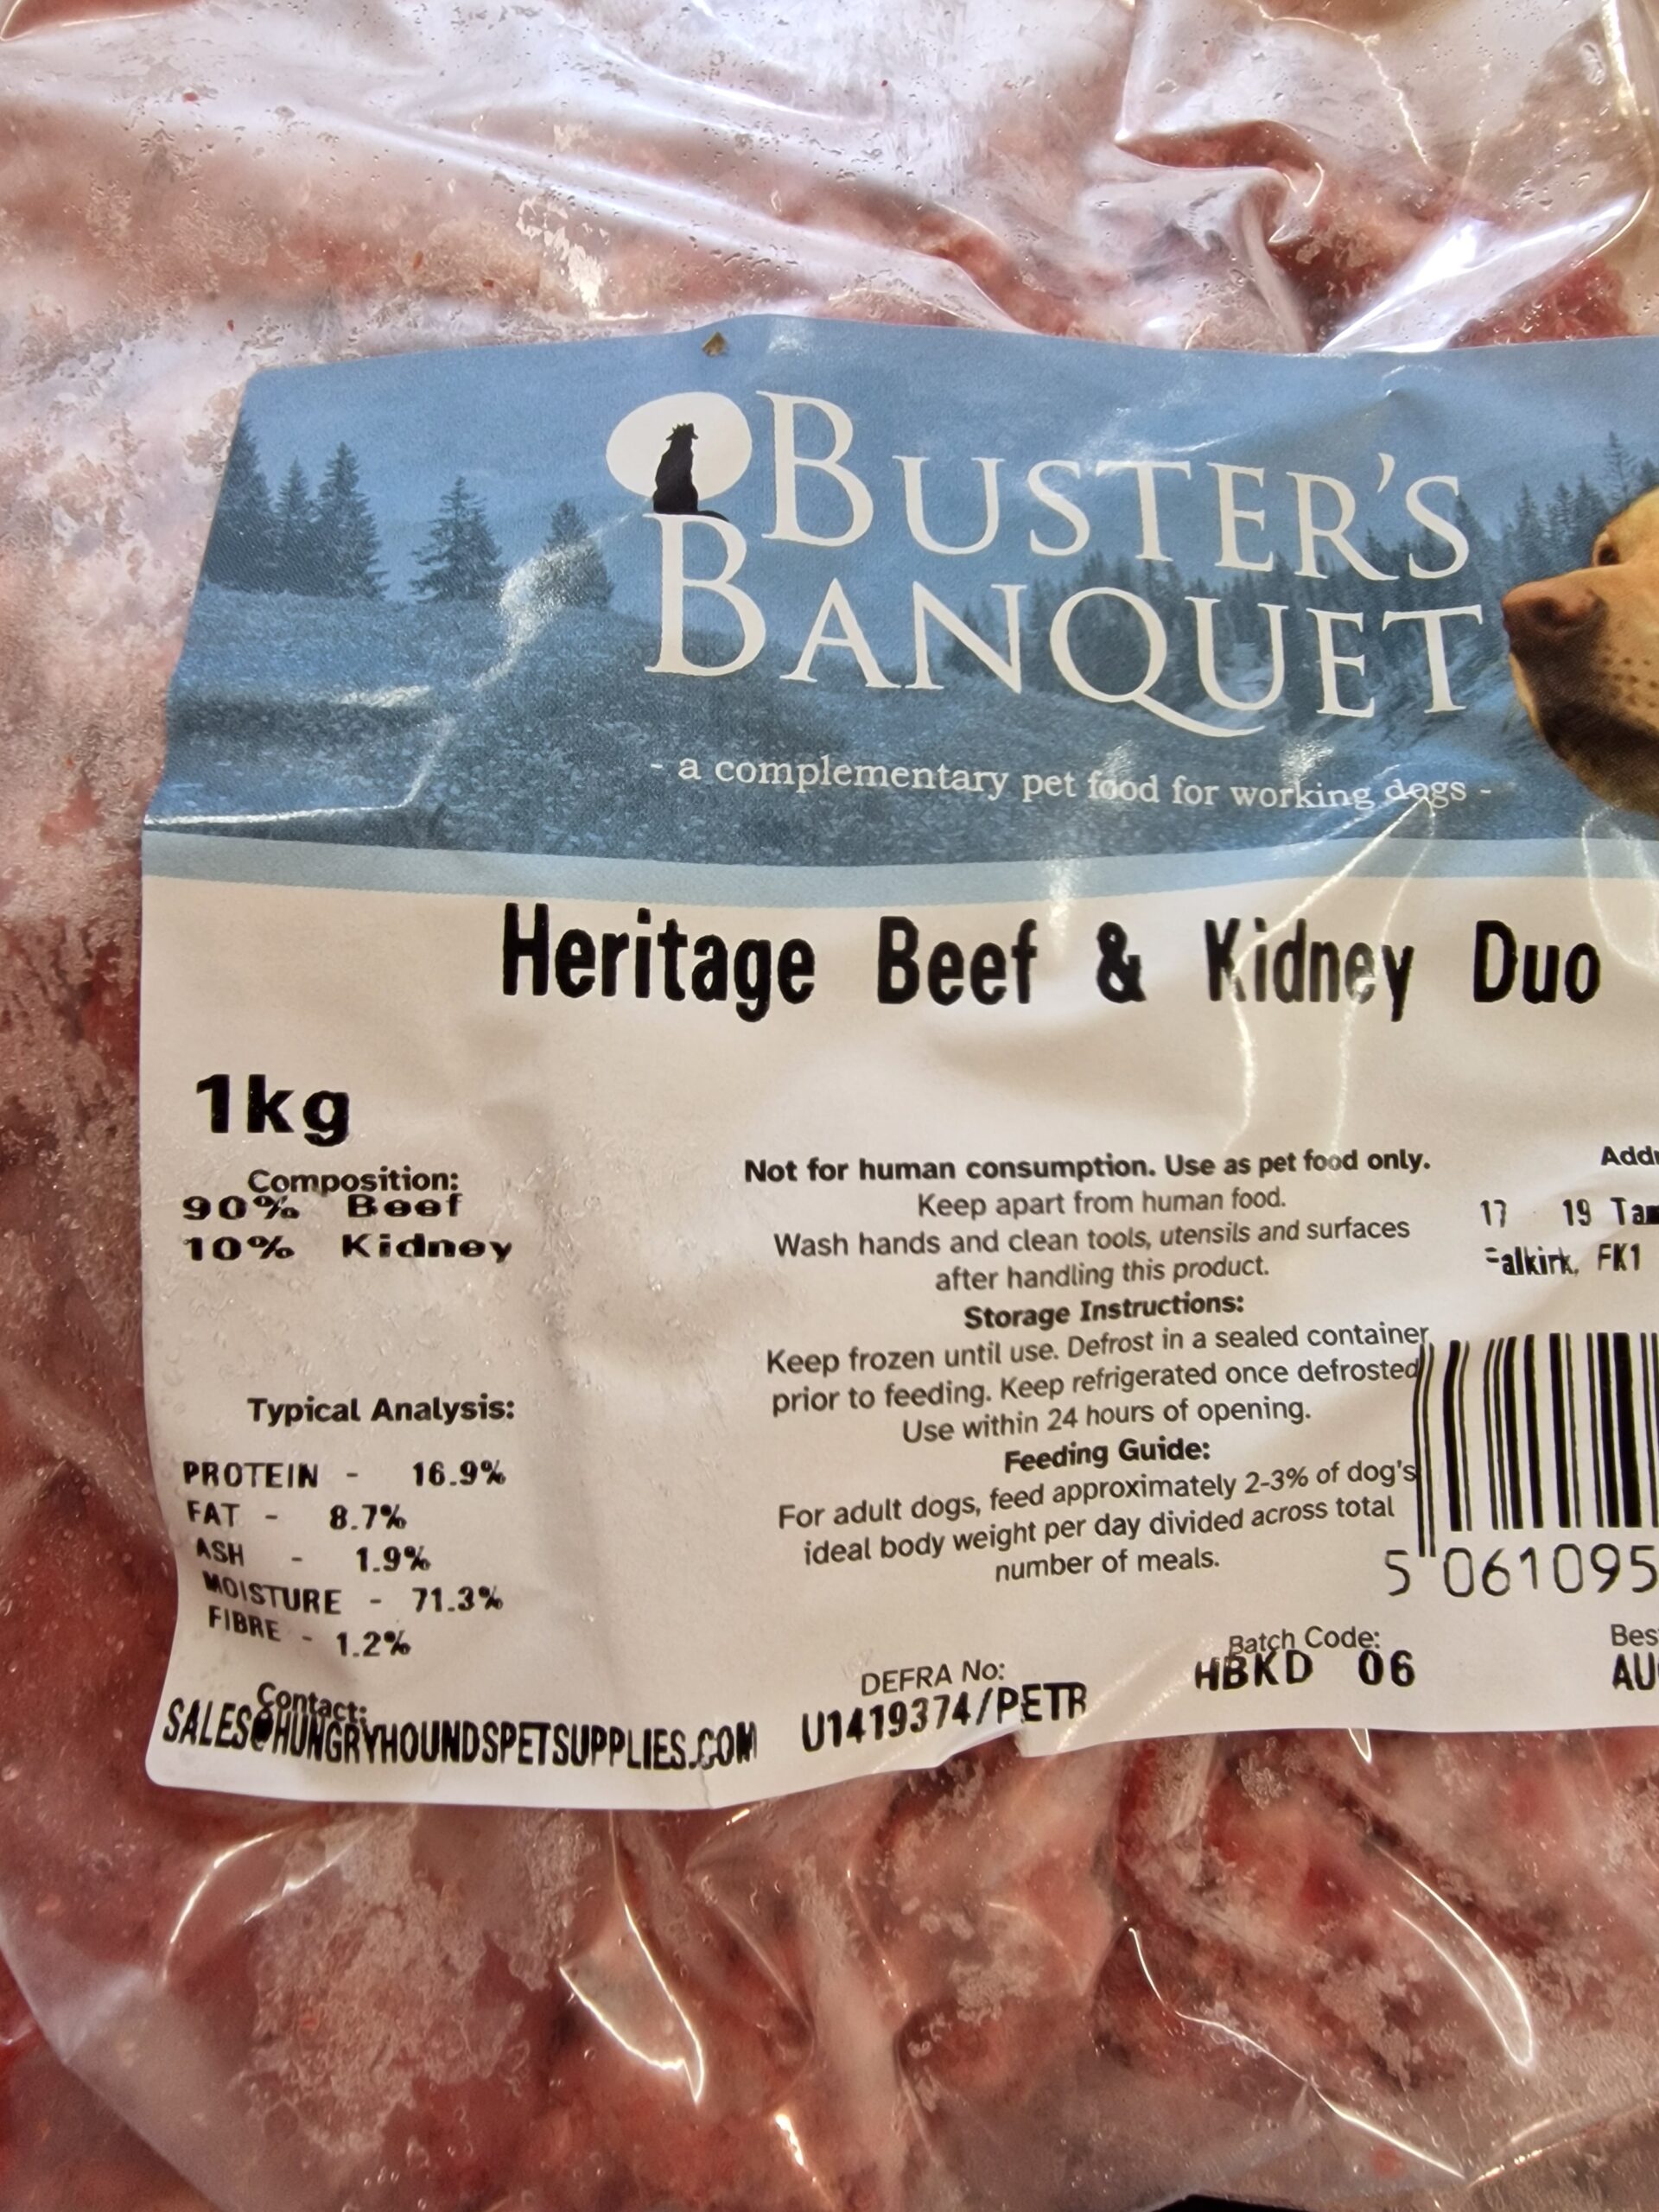 BUSTER'S
BANQUET
- a complementary pet food for working dogs -
Heritage Beef & Kidney Duo
1kg
Composition:
90% Beef
10% Kidney
Typical Analysis:
PROTEIN - 16.9%
FAT - 8.7%
ASH - 1.9%
MOISTURE - 71.3%
FIBRE - 1.2%
Contact:
SALES@HUNGRYHOUNDSPETSUPPLIES.COM
Not for human consumption. Use as pet food only.
Keep apart from human food.
Wash hands and clean tools, utensils and surfaces
after handling this product.
Storage Instructions:
Keep frozen until use. Defrost in a sealed container
prior to feeding. Keep refrigerated once defrosted
Use within 24 hours of opening.
Feeding Guide:
For adult dogs, feed approximately 2-3% of dog's
ideal body weight per day divided across total
number of meals.
DEFRA No:
U1419374/PETR
Batch Code:
HBKD 06
17 19
Falkirk, FK1
5 061095